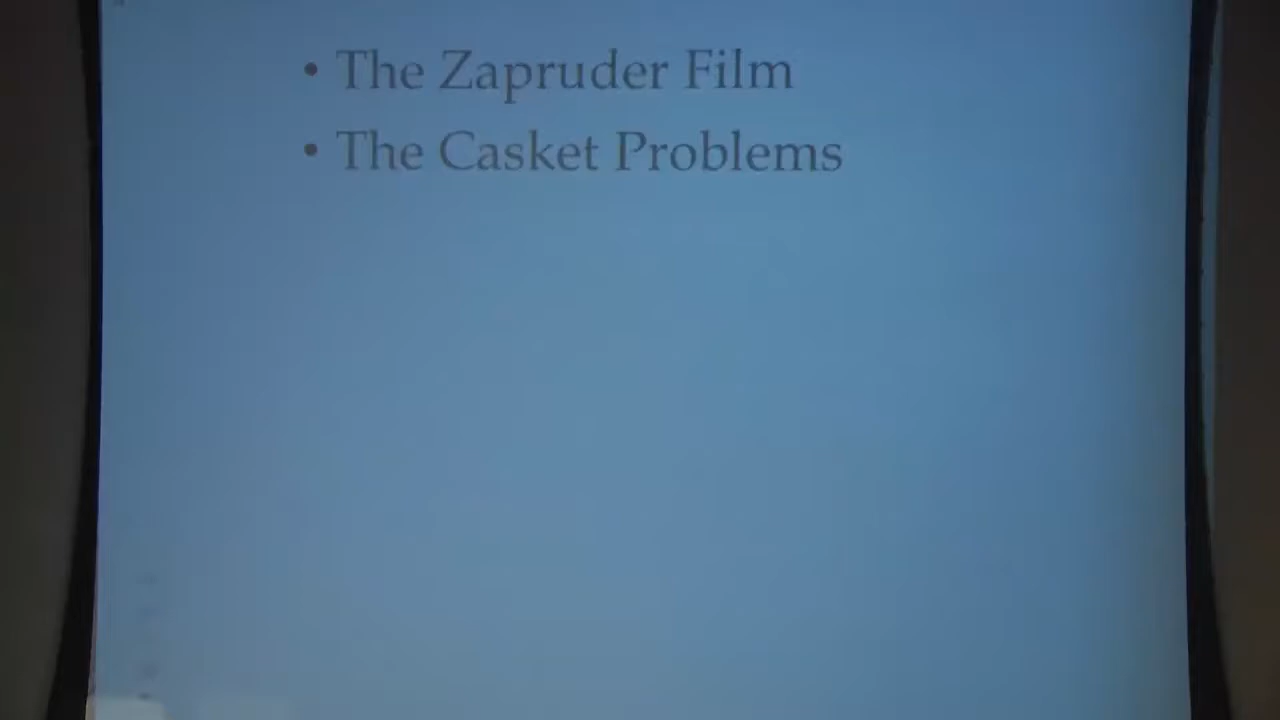 • The Zapruder Film
• The Casket Problems